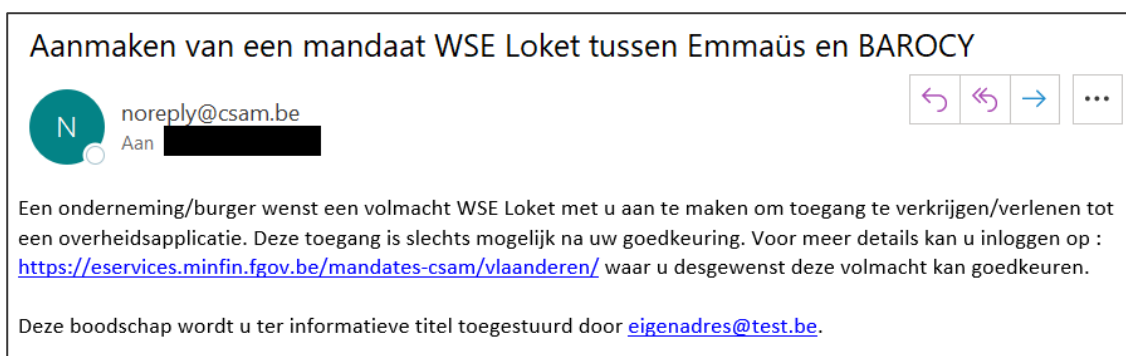 Aanmaken van een mandaat WSE Loket tussen Emmaüs en BAROCY
N
noreply@csam.be
Aan
Een onderneming/burger wenst een volmacht WSE Loket met u aan te maken om toegang te verkrijgen/verlenen tot
een overheidsapplicatie. Deze toegang is slechts mogelijk na uw goedkeuring. Voor meer details kan u inloggen op :
https://eservices.minfin.fgov.be/mandates-csam/vlaanderen/ waar u desgewenst deze volmacht kan goedkeuren.
Deze boodschap wordt u ter informatieve titel toegestuurd door eigenadres@test.be.